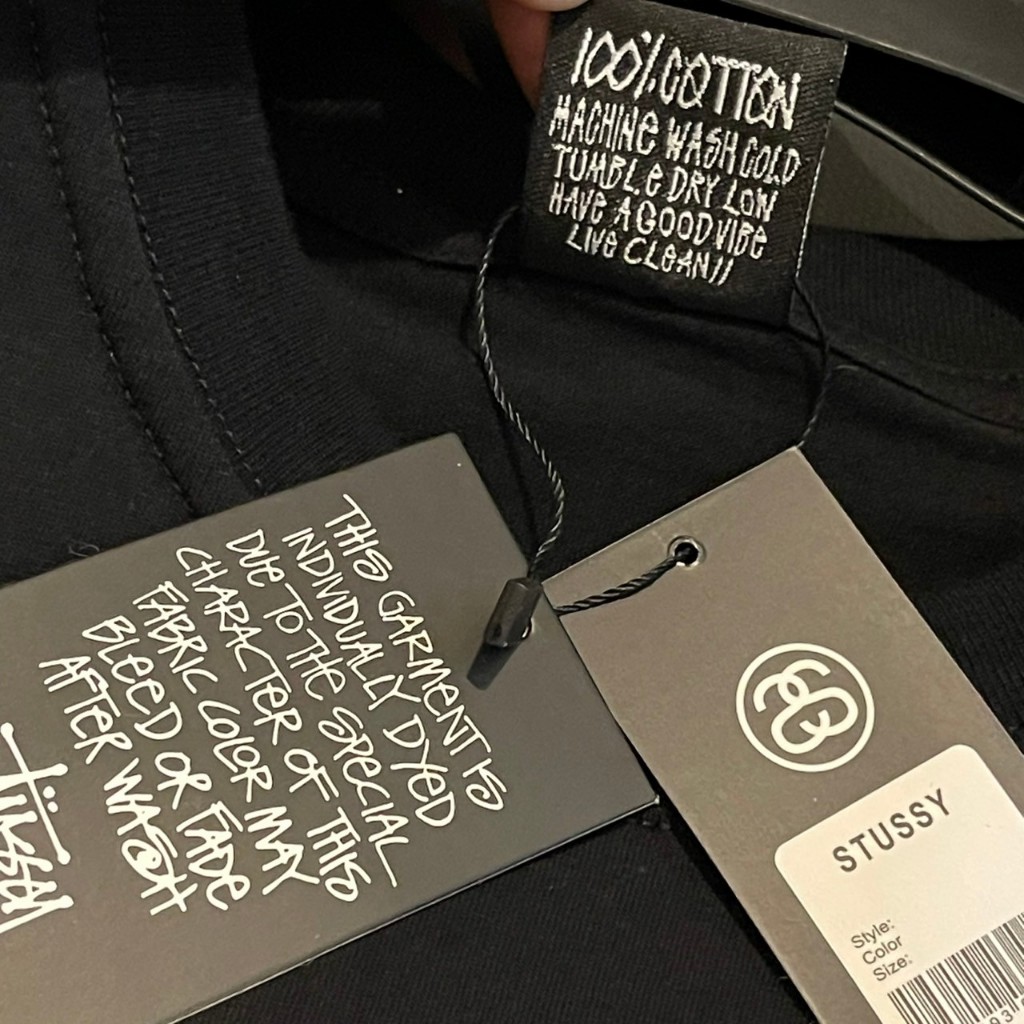 100% COTTON
MACHINE WASH COLD
TUMBLE DRY LOW
HAVE A GOOD VIBE
LIVE CLEAN!!
THIS GARMENT IS
INDIVIDUALLY DYED
DUE TO THE SPECIAL
CHARACTER OF THIS
FABRIC COLOR MAY
BLEED OR FADE
AFTER WASH
Stüssy
STUSSY
Style:
Color
Size: